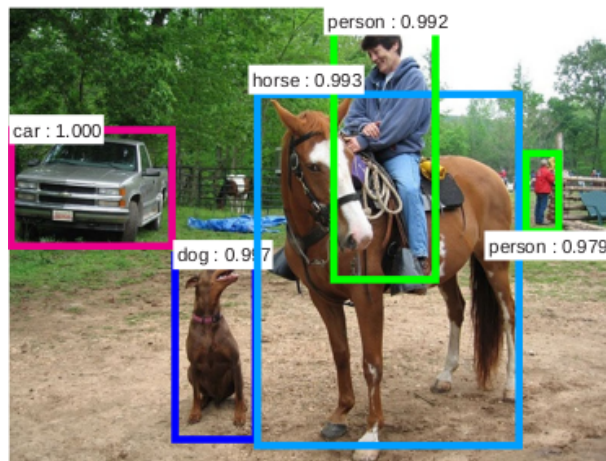 person : 0.992
horse : 0.993
car : 1.000
dog : 0.997
person : 0.979